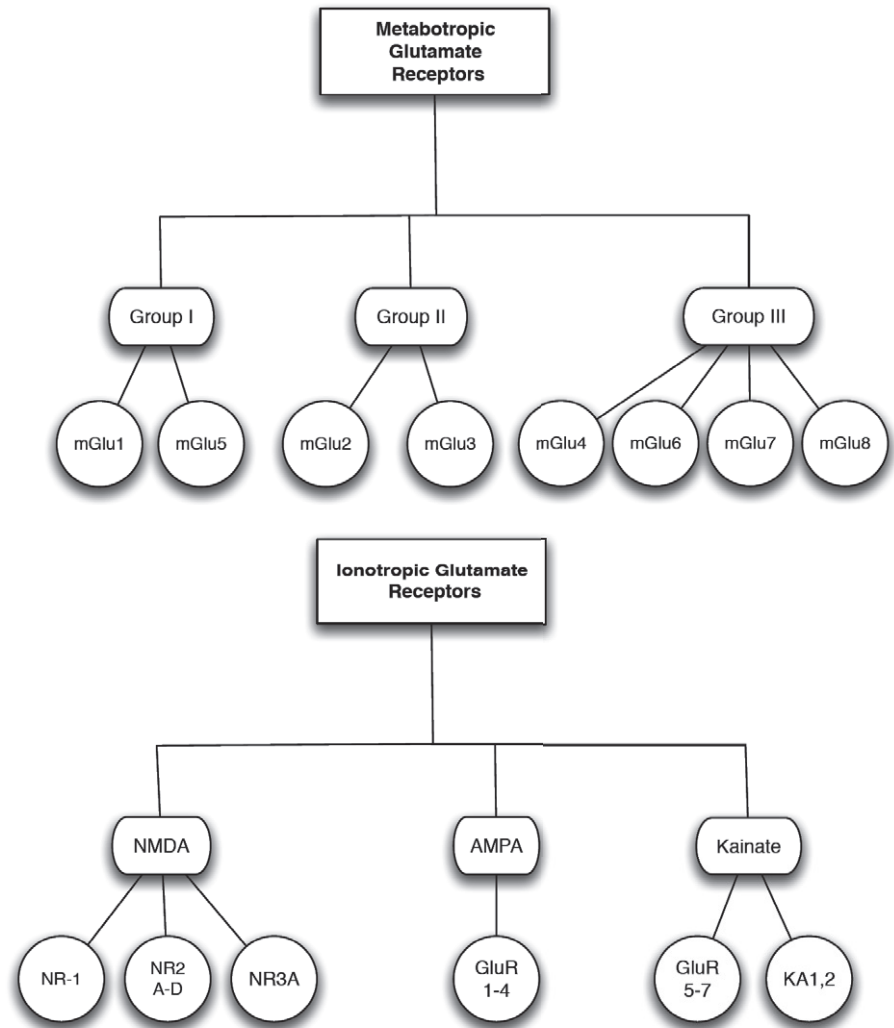 Metabotropic
Glutamate
Receptors
Group I
Group II
Group III
mGlu1
mGlu5
mGlu2
mGlu3
mGlu4
mGlu6
mGlu7
mGlu8
Ionotropic Glutamate
Receptors
NMDA
AMPA
Kainate
NR-1
NR2
A-D
NR3A
GluR
1-4
GluR
5-7
KA1,2